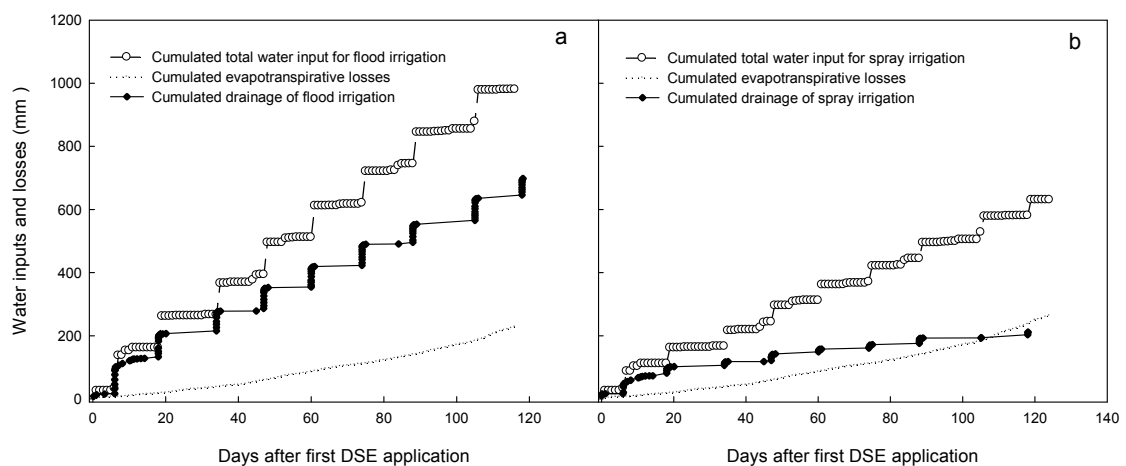 Water inputs and losses (mm)
1200
1000
800
600
400
200
0
a
Cumulated total water input for flood irrigation
Cumulated evapotranspirative losses
Cumulated drainage of flood irrigation
0 20 40 60 80 100 120
Days after first DSE application
b
Cumulated total water input for spray irrigation
Cumulated evapotranspirative losses
Cumulated drainage of spray irrigation
0 20 40 60 80 100 120 140
Days after first DSE application